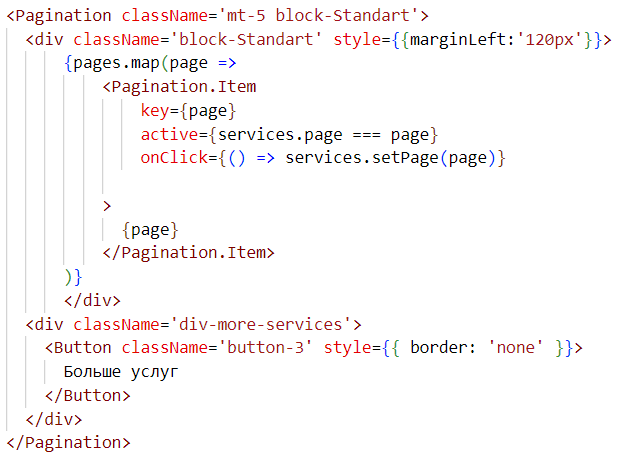 <Pagination className='mt-5 block-Standart'>
<div className='block-Standart' style={{marginLeft:'120px'}}>
{pages.map(page =>
<Pagination.Item
key={page}
active={services.page === page}
onClick={() => services.setPage(page)}
>
{page}
</Pagination.Item>
)}
</div>
<div className='div-more-services'>
<Button className='button-3' style={{ border: 'none' }}>
Больше услуг
</Button>
</div>
</Pagination>